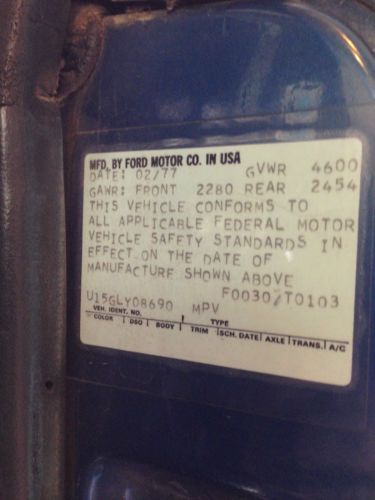 MFD. BY FORD MOTOR CO. IN USA
DATE: 02/77 GVWR 4600
GAWR: FRONT 2280 REAR 2454
THIS VEHICLE CONFORMS TO
ALL APPLICABLE FEDERAL MOTOR
VEHICLE SAFETY STANDARDS IN
EFFECT ON THE DATE OF
MANUFACTURE SHOWN ABOVE
F0030/T0103
U15GLY08690 MPV
VEH. IDENT. NO. TYPE
COLOR DSO BODY TRIM SCH. DATE AXLE TRANS. A/C